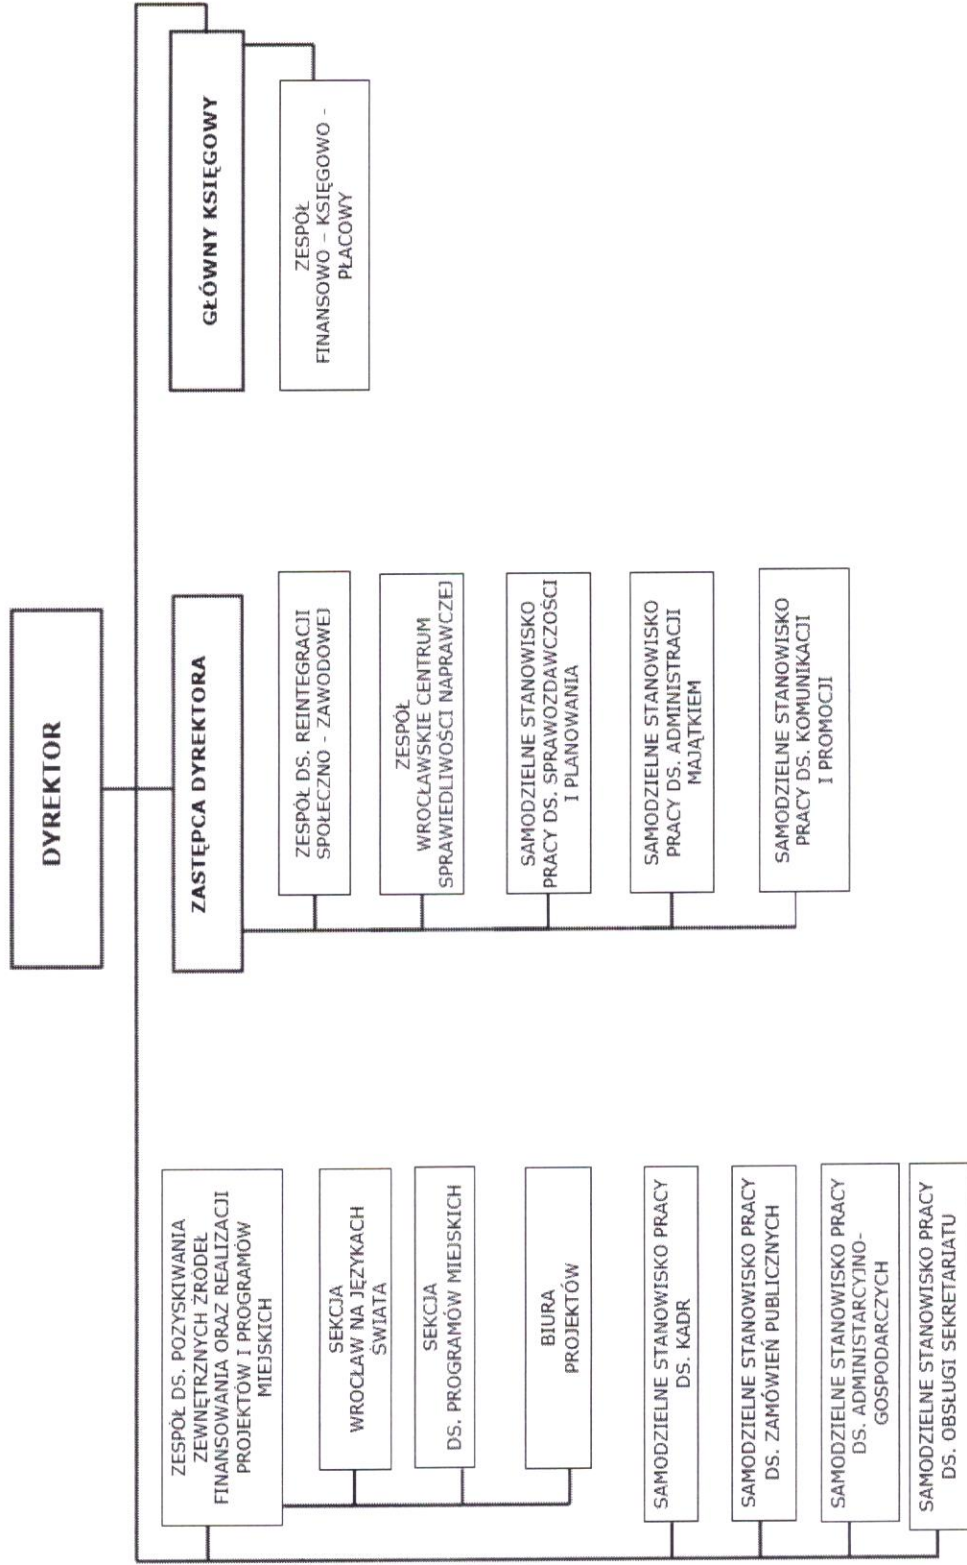 DYREKTOR
ZESPÓŁ DS. POZYSKIWANIA
ZEWNĘTRZNYCH ŹRÓDEŁ
FINANSOWANIA ORAZ REALIZACJI
PROJEKTÓW I PROGRAMÓW
MIEJSKICH
SEKCJA
WROCŁAW NA JĘZYKACH
ŚWIATA
SEKCJA
DS. PROGRAMÓW MIEJSKICH
BIURA
PROJEKTÓW
SAMODZIELNE STANOWISKO PRACY
DS. KADR
SAMODZIELNE STANOWISKO PRACY
DS. ZAMÓWIEŃ PUBLICZNYCH
SAMODZIELNE STANOWISKO PRACY
DS. ADMINISTARCYJNO-
GOSPODARCZYCH
SAMODZIELNE STANOWISKO PRACY
DS. OBSŁUGI SEKRETARIATU
ZASTĘPCA DYREKTORA
ZESPÓŁ DS. REINTEGRACJI
SPOŁECZNO - ZAWODOWEJ
ZESPÓŁ
WROCŁAWSKIE CENTRUM
SPRAWIEDLIWOŚCI NAPRAWCZEJ
SAMODZIELNE STANOWISKO
PRACY DS. SPRAWOZDAWCZOŚCI
I PLANOWANIA
SAMODZIELNE STANOWISKO
PRACY DS. ADMINISTRACJI
MAJĄTKIEM
SAMODZIELNE STANOWISKO
PRACY DS. KOMUNIKACJI
I PROMOCJI
GŁÓWNY KSIĘGOWY
ZESPÓŁ
FINANSOWO – KSIĘGOWO -
PŁACOWY